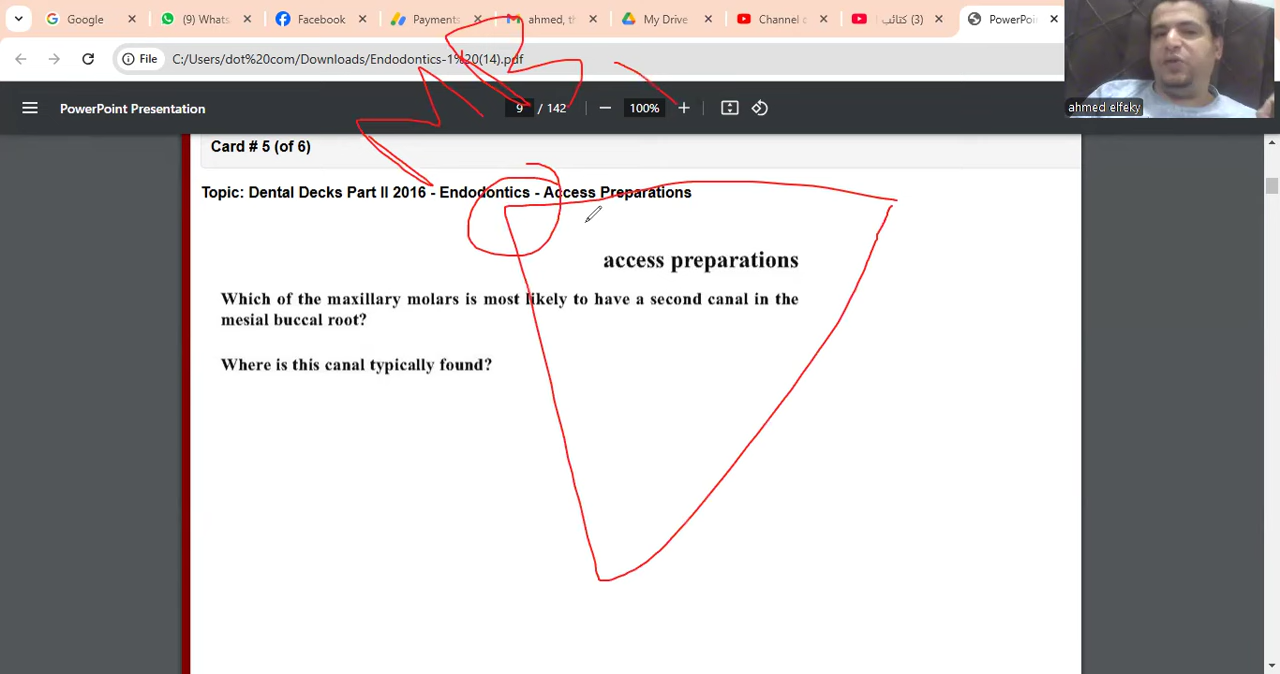 Google
(9) Whats
Facebook
Payments
ahmed, th
My Drive
Channel c
(3) كتائب
PowerPoi
File
C:/Users/dot%20com/Downloads/Endodontics-1%20(14).pdf
PowerPoint Presentation
9 / 142
100%
ahmed elfeky
Card # 5 (of 6)
Topic: Dental Decks Part II 2016 - Endodontics - Access Preparations
access preparations
Which of the maxillary molars is most likely to have a second canal in the
mesial buccal root?
Where is this canal typically found?